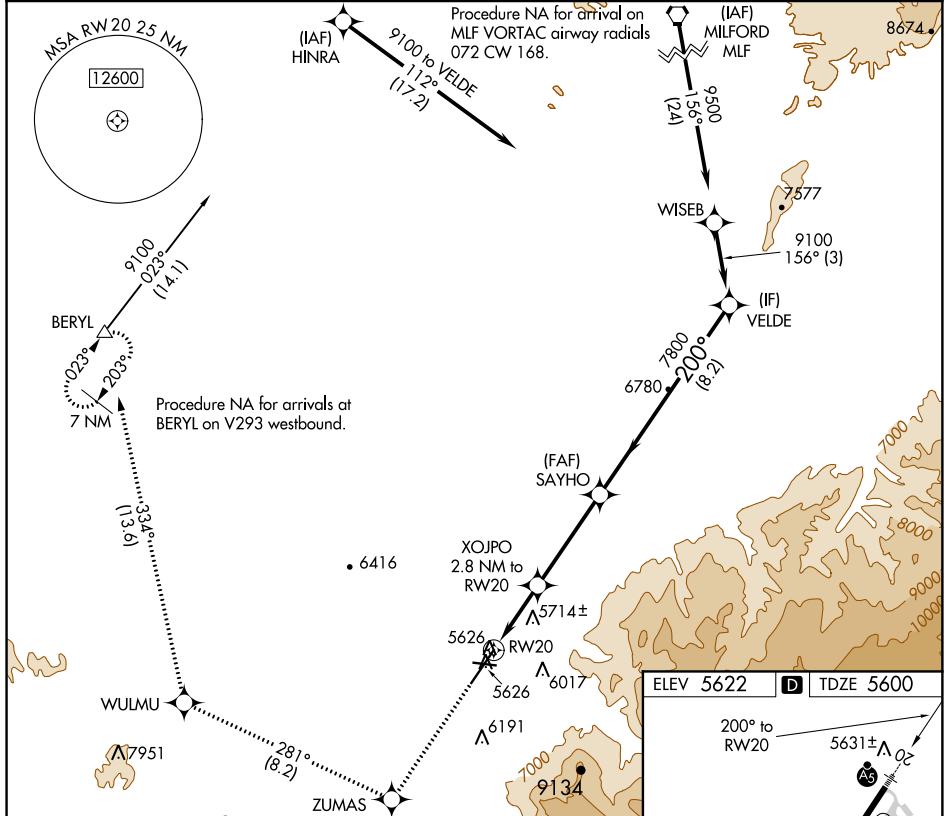 MSA RW 20 25 NM
12600
(IAF)
HINRA
9100 to VELDE
112°
(17.2)
Procedure NA for arrival on
MLF VORTAC airway radials
072 CW 168.
(IAF)
MILFORD
MLF
8674
9500
156°
(24)
7577
WISEB
9100
156° (3)
(IF)
VELDE
9100
023°
(14.1)
BERYL
023°
203°
7 NM
Procedure NA for arrivals at
BERYL on V293 westbound.
7800
200°
(8.2)
6780
(FAF)
SAYHO
7000
8000
9000
10000
334°
(13.6)
6416
XOJPO
2.8 NM to
RW20
5714±
5626
RW20
5626
6017
WULMU
7951
281°
(8.2)
6191
ZUMAS
7000
9134
ELEV 5622
D
TDZE 5600
200° to
RW20
5631±
20
A5